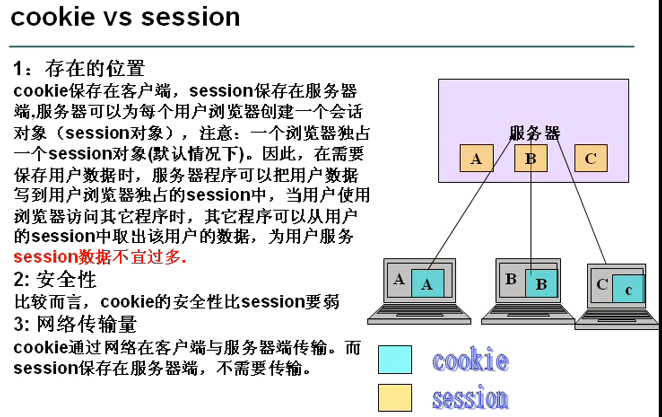 cookie vs session
1：存在的位置
cookie保存在客户端，session保存在服务器
端,服务器可以为每个用户浏览器创建一个会话
对象（session对象），注意：一个浏览器独占
一个session对象(默认情况下)。因此，在需要
保存用户数据时，服务器程序可以把用户数据
写到用户浏览器独占的session中，当用户使用
浏览器访问其它程序时，其它程序可以从用户
的session中取出该用户的数据，为用户服务
session数据不宜过多.
2: 安全性
比较而言，cookie的安全性比session要弱
3: 网络传输量
cookie通过网络在客户端与服务器端传输。而
session保存在服务器端，不需要传输。
服务器
A
B
C
A
A
B
B
C
c
cookie
session